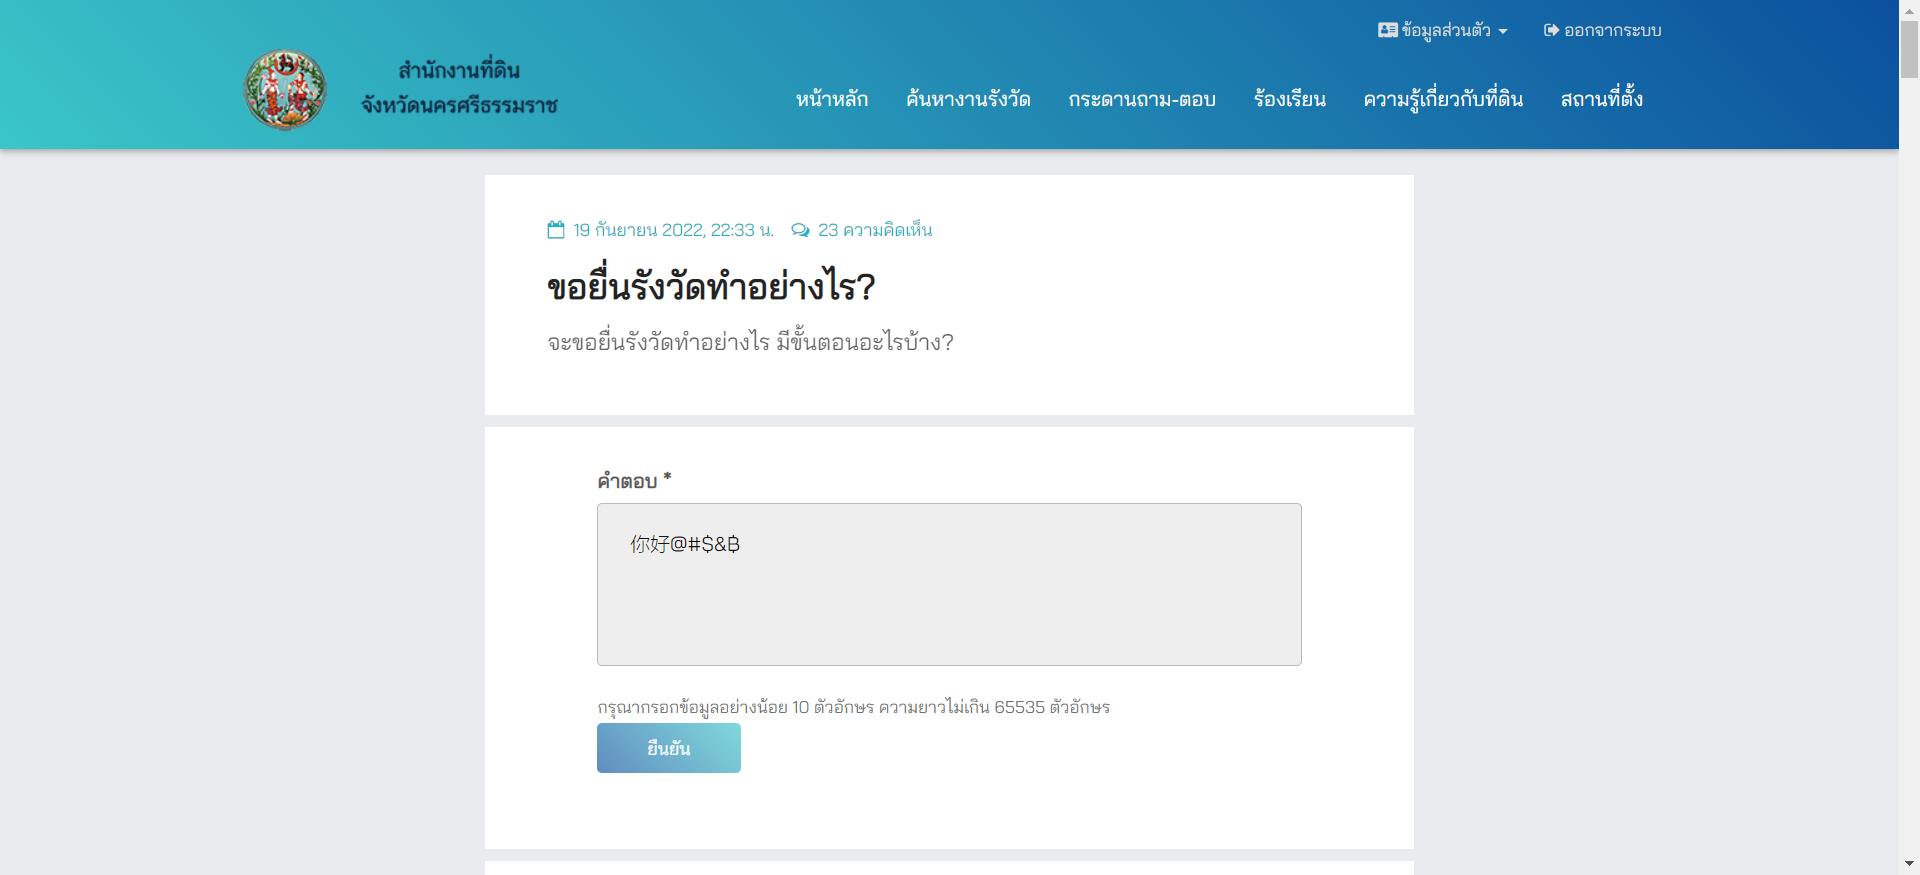 ข้อมูลส่วนตัว
ออกจากระบบ
สำนักงานที่ดิน
จังหวัดนครศรีธรรมราช
หน้าหลัก ค้นหางานรังวัด กระดานถาม-ตอบ ร้องเรียน ความรู้เกี่ยวกับที่ดิน สถานที่ตั้ง
19 กันยายน 2022, 22:33 น. 23 ความคิดเห็น
ขอยื่นรังวัดทำอย่างไร?
จะขอยื่นรังวัดทำอย่างไร มีขั้นตอนอะไรบ้าง?
คำตอบ *
你好@#$&฿
กรุณากรอกข้อมูลอย่างน้อย 10 ตัวอักษร ความยาวไม่เกิน 65535 ตัวอักษร
ยืนยัน